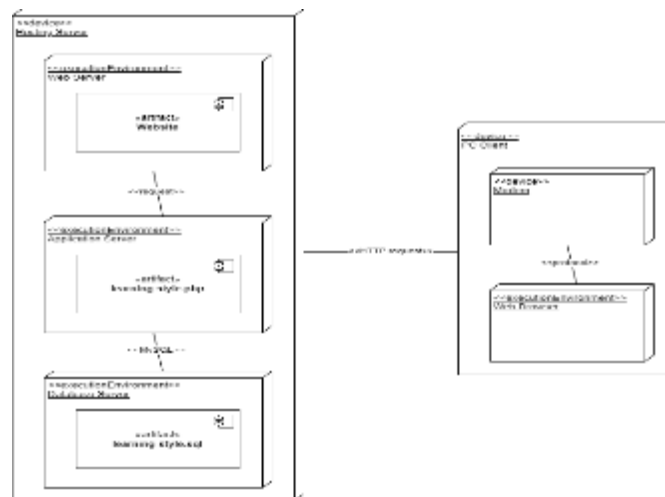 <<device>>
Hosting Server
<<executionEnvironment>>
Web Server
<<artifact>>
Website
<<request>>
<<executionEnvironment>>
Application Server
<<artifact>>
learning-style.php
<<MySQL>>
<<executionEnvironment>>
Database Server
<<artifact>>
learning-style.sql
<<HTTP request>>
<<device>>
PC Client
<<device>>
<<executionEnvironment>>
Web Browser